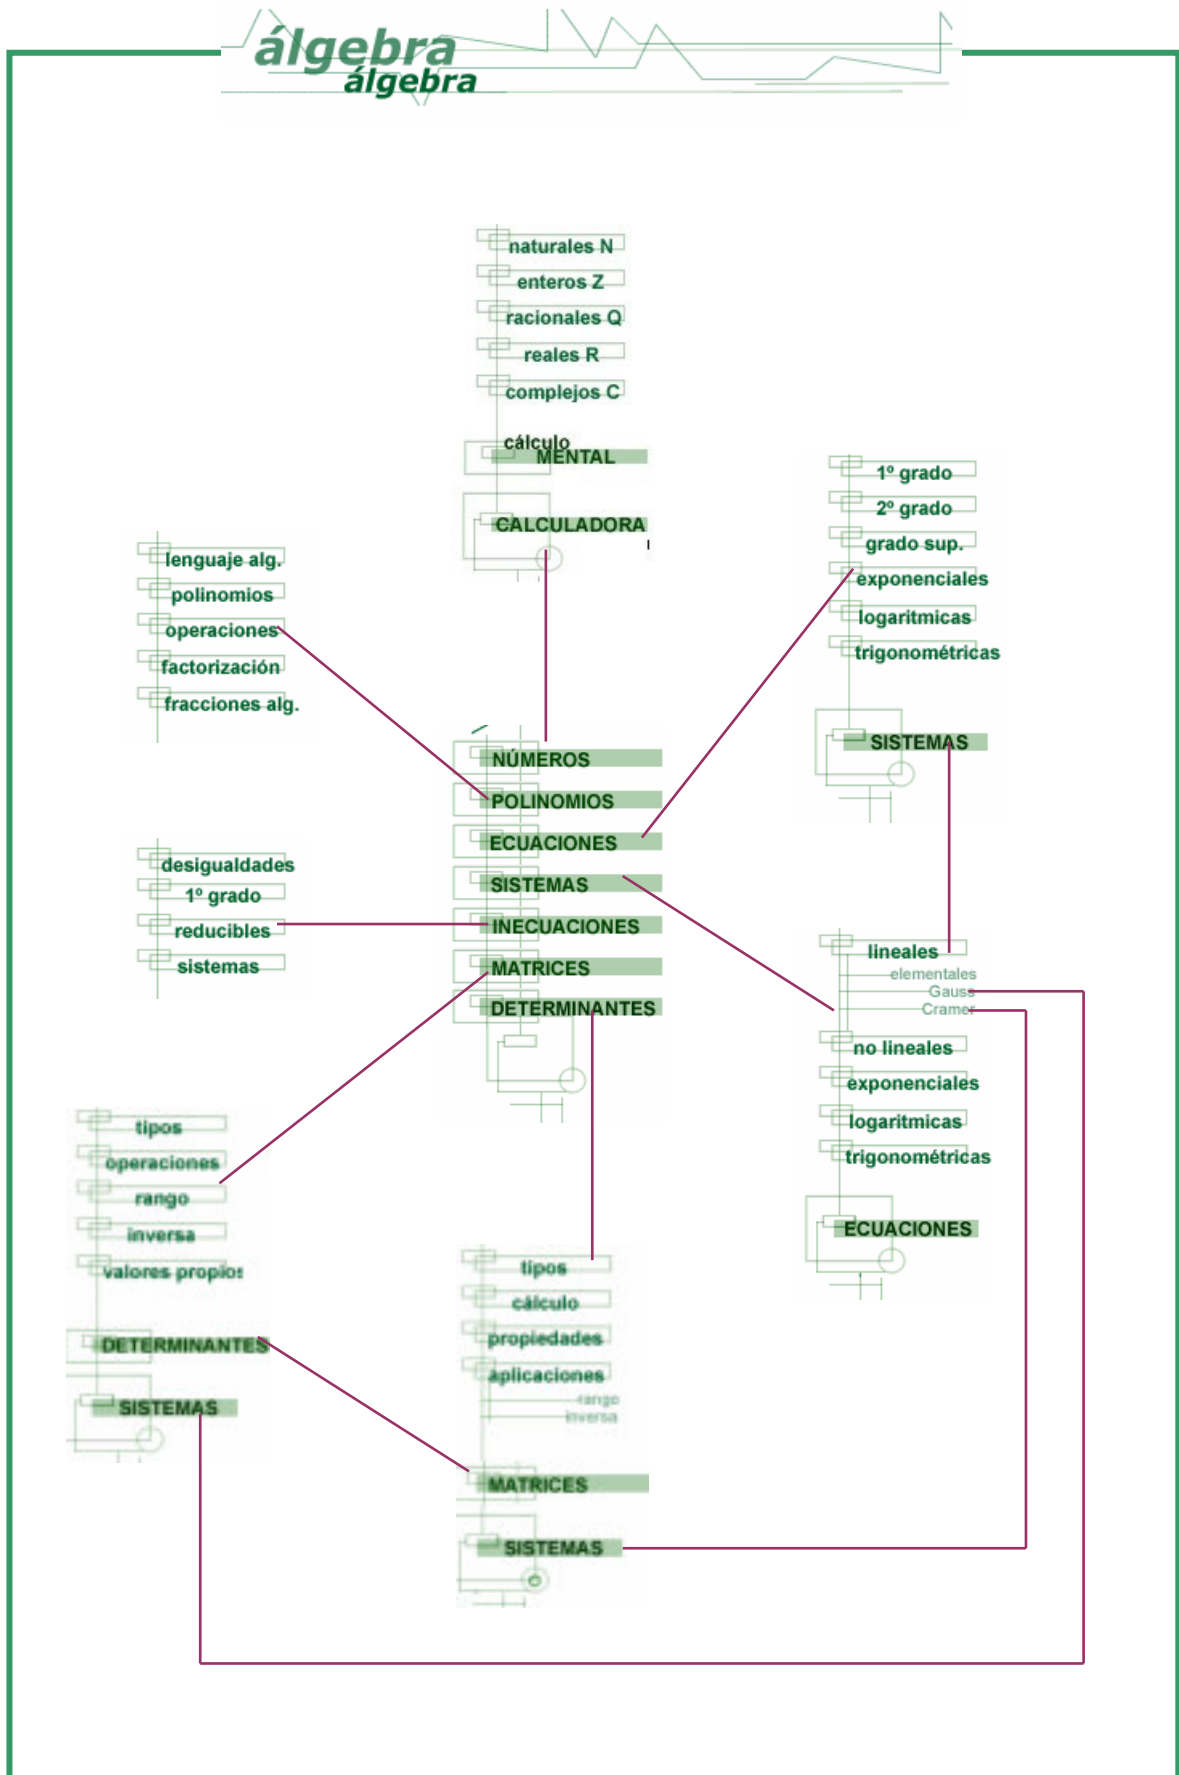 álgebra
álgebra
naturales N
enteros Z
racionales Q
reales R
complejos C
cálculo
MENTAL
CALCULADORA
1º grado
2º grado
grado sup.
exponenciales
logaritmicas
trigonométricas
SISTEMAS
lenguaje alg.
polinomios
operaciones
factorización
fracciones alg.
NÚMEROS
POLINOMIOS
ECUACIONES
SISTEMAS
INECUACIONES
MATRICES
DETERMINANTES
desigualdades
1º grado
reducibles
sistemas
lineales
elementales
Gauss
Cramer
no lineales
exponenciales
logaritmicas
trigonométricas
ECUACIONES
tipos
operaciones
rango
inversa
valores propios
DETERMINANTES
SISTEMAS
tipos
cálculo
propiedades
aplicaciones
rango
inversa
MATRICES
SISTEMAS